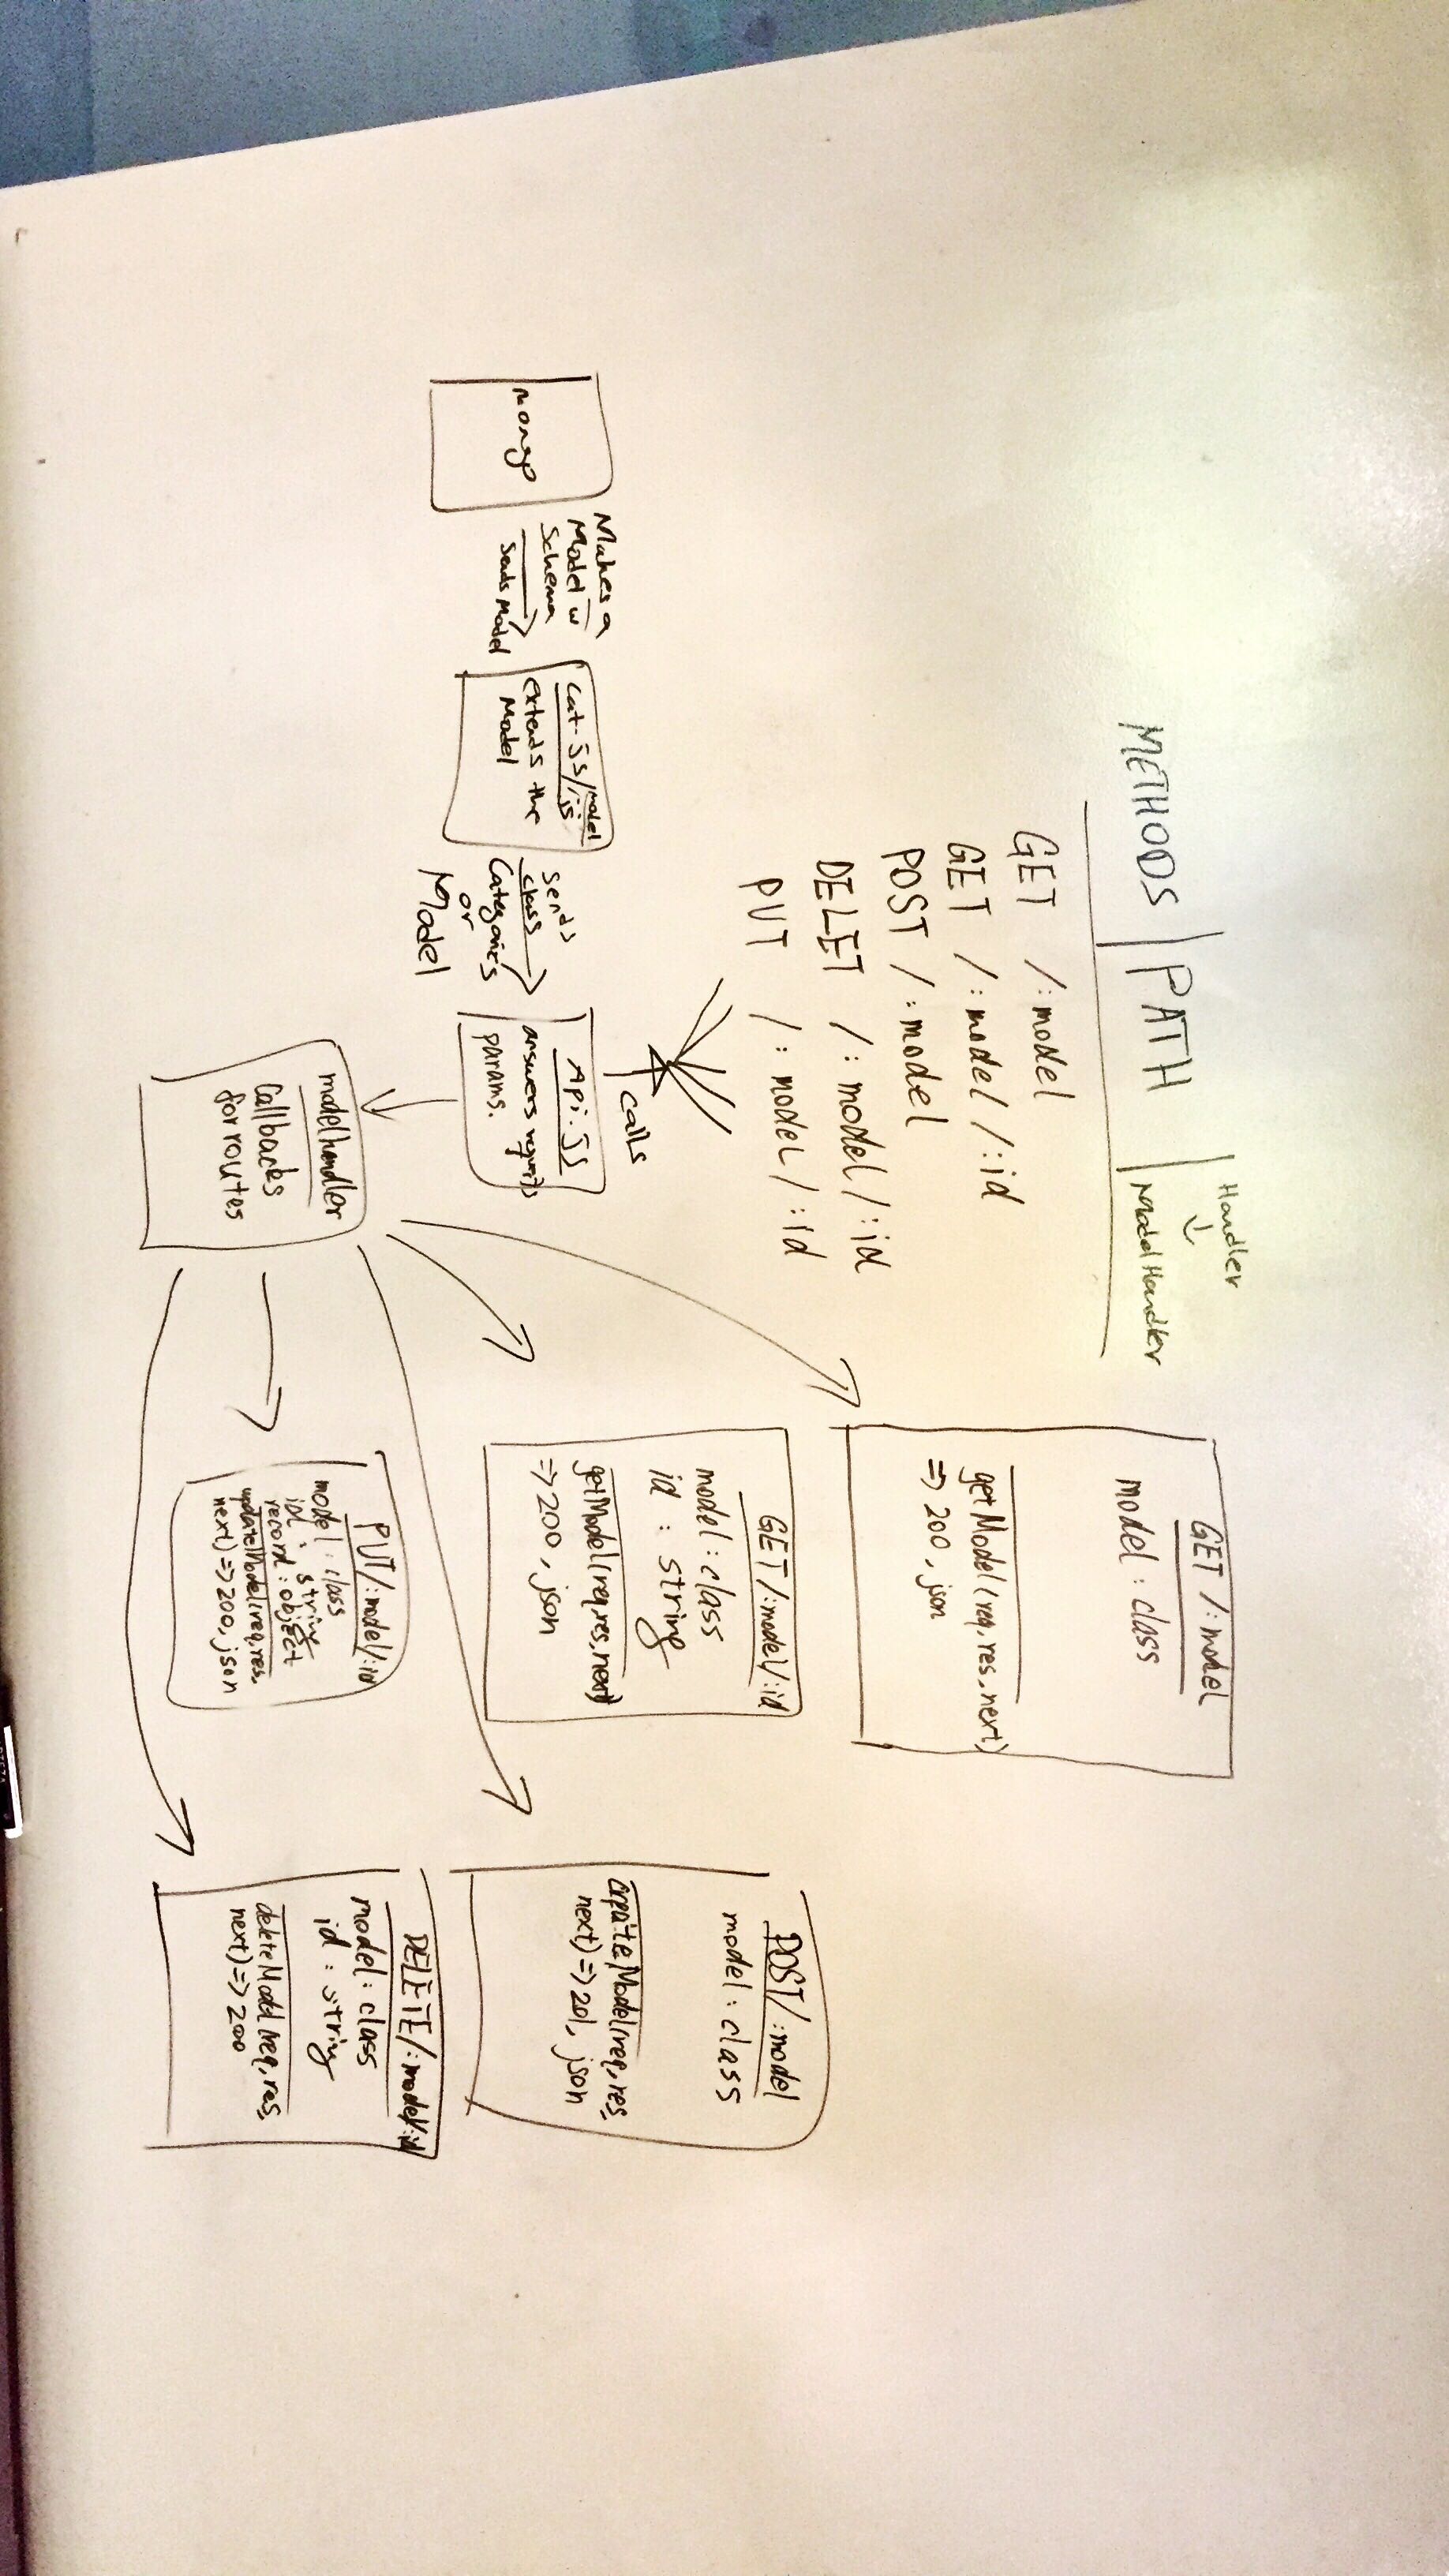 METHODS | PATH | Handler
↓
ModelHandler
GET /:model
GET /:model/:id
POST /:model
DELET /:model/:id
PUT /:model/:id
calls
mongo
Makes a
Model w
Schema
Sends Model
Cat.js/model
.js
extends the
Model
sends
class
Categories
or
Model
Api.js
answers requests
params.
modelhandler
Callbacks
for routes
GET /:model
model : class
getModel(req, res, next)
=> 200, json
GET /:model/:id
model : class
id : string
getModel(req, res, next)
=> 200, json
POST/:model
model : class
createModel(req, res,
next) => 201, json
PUT/:model/:id
model : class
id : string
record : object
updateModel(req, res,
next) => 200, json
DELETE/:model/:id
model : class
id : string
deleteModel(req, res,
next) => 200